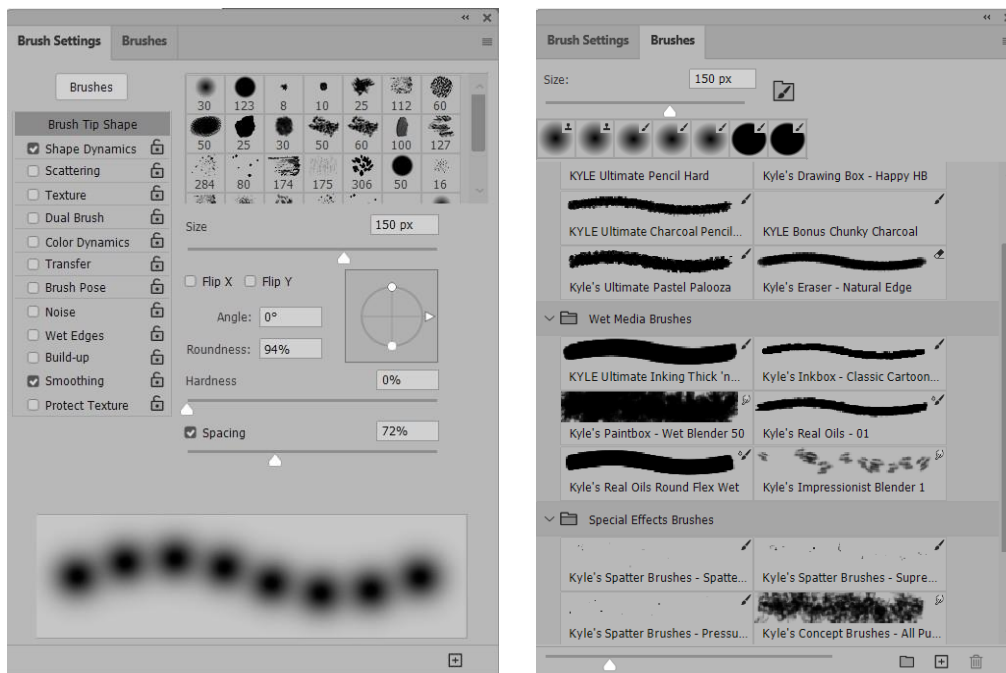 Brush Settings Brushes
Brushes
30 123 8 10 25 112 60
50 25 30 50 60 100 127
284 80 174 175 306 50 16
Brush Tip Shape
Shape Dynamics
Scattering
Texture
Dual Brush
Color Dynamics
Transfer
Brush Pose
Noise
Wet Edges
Build-up
Smoothing
Protect Texture
Size 150 px
Flip X Flip Y
Angle: 0°
Roundness: 94%
Hardness 0%
Spacing 72%
Brush Settings Brushes
Size: 150 px
KYLE Ultimate Pencil Hard Kyle's Drawing Box - Happy HB
KYLE Ultimate Charcoal Pencil... KYLE Bonus Chunky Charcoal
Kyle's Ultimate Pastel Palooza Kyle's Eraser - Natural Edge
Wet Media Brushes
KYLE Ultimate Inking Thick 'n... Kyle's Inkbox - Classic Cartoon...
Kyle's Paintbox - Wet Blender 50 Kyle's Real Oils - 01
Kyle's Real Oils Round Flex Wet Kyle's Impressionist Blender 1
Special Effects Brushes
Kyle's Spatter Brushes - Spatte... Kyle's Spatter Brushes - Supre...
Kyle's Spatter Brushes - Pressu... Kyle's Concept Brushes - All Pu...